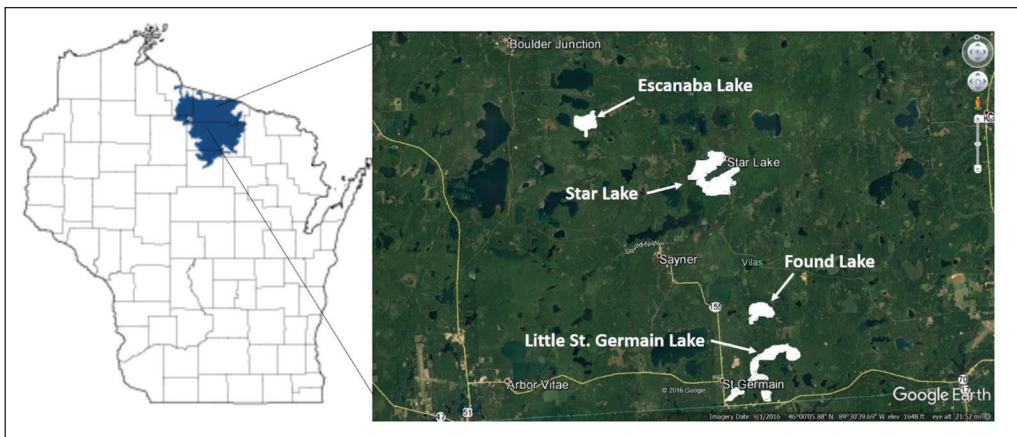 Boulder Junction
Escanaba Lake
Star Lake
Star Lake
Sayner
Vilas
Found Lake
155
Little St. Germain Lake
Arbor Vitae
St Germain
© 2016 Google
Google Earth
70
17
47
51
Imagery Date: 9/1/2016 46°00'05.88" N 89°30'39.69" W elev 1648 ft eye alt 21.52 mi